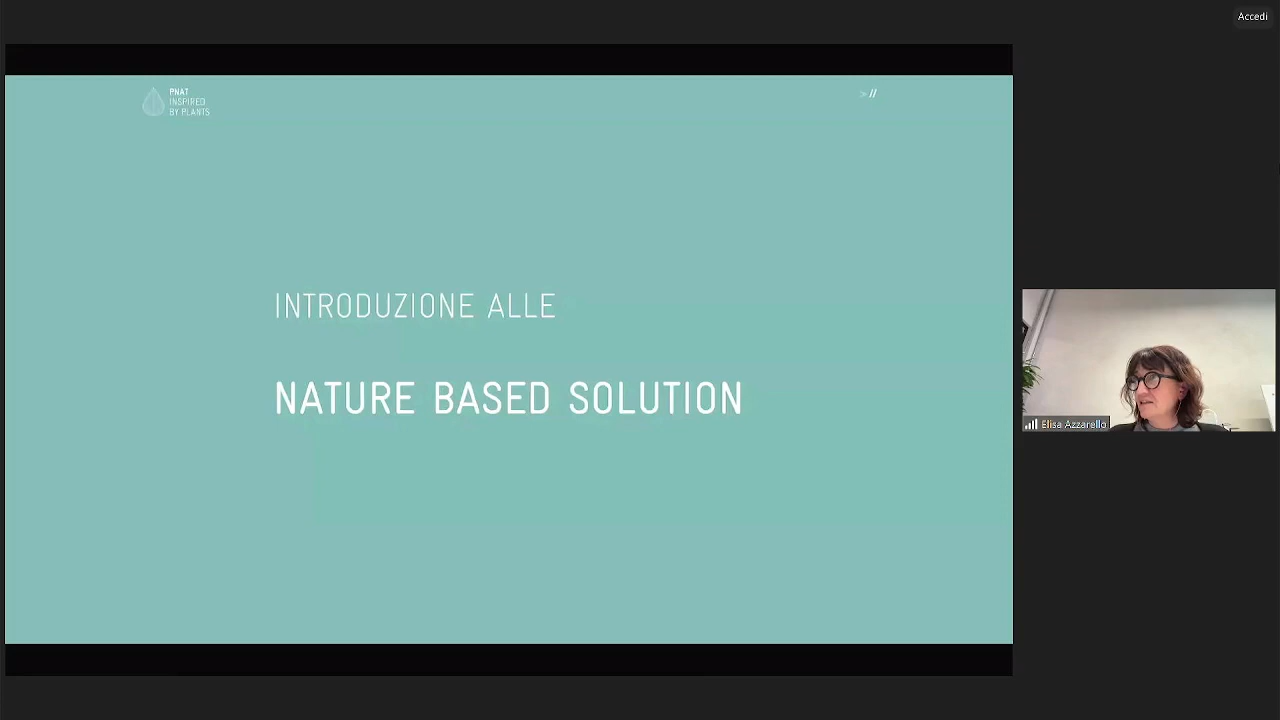 Accedi
PNAT
INSPIRED
BY PLANTS
INTRODUZIONE ALLE
NATURE BASED SOLUTION
Elisa Azzarello